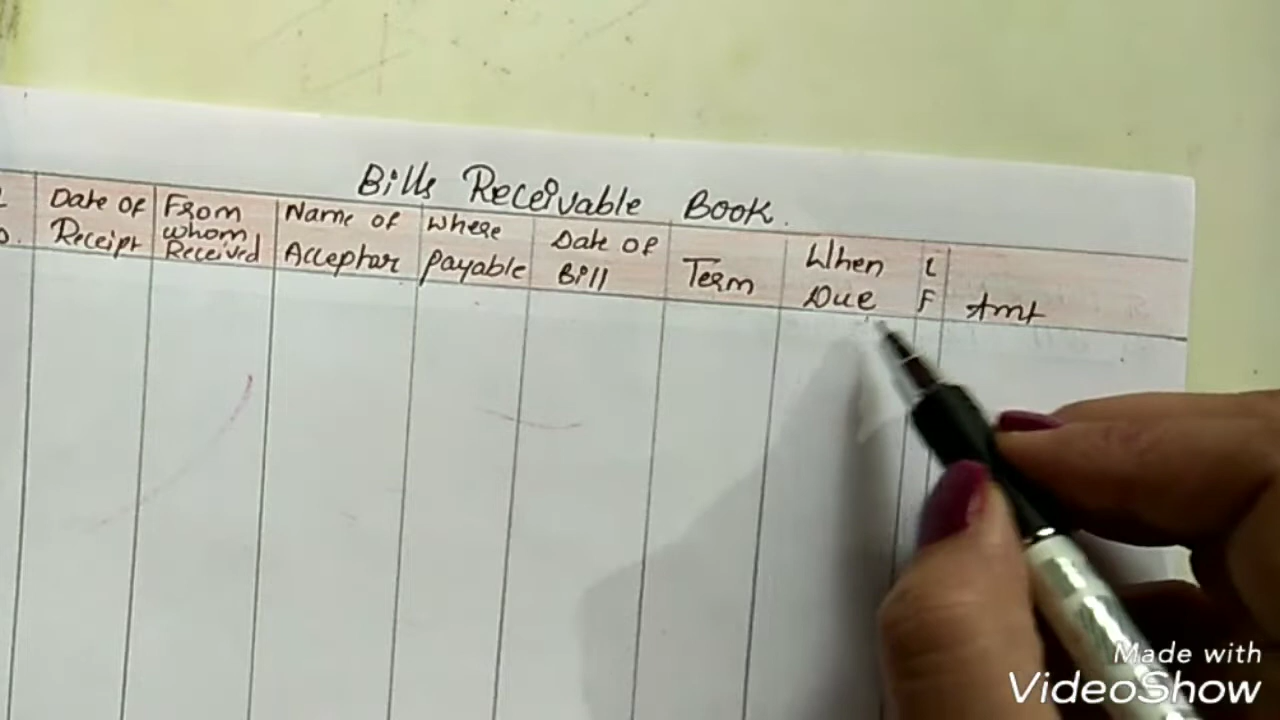 Bills Receivable Book.
Date of
Receipt
From
whom
Received
Name of
Acceptor
Where
payable
Date of
Bill
Term
When
Due
L
F
Amt
Made with
VideoShow